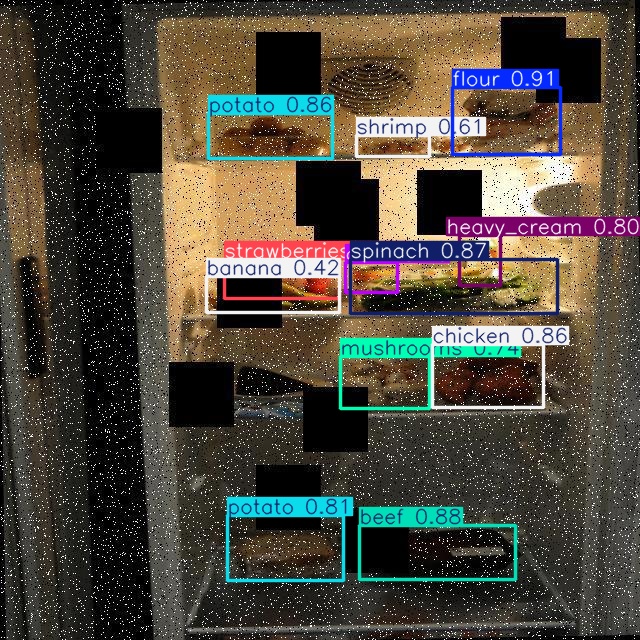 flour 0.91
potato 0.86
shrimp 0.61
heavy_cream 0.80
strawberries
spinach 0.87
banana 0.42
chicken 0.86
mushrooms 0.74
potato 0.81
beef 0.88